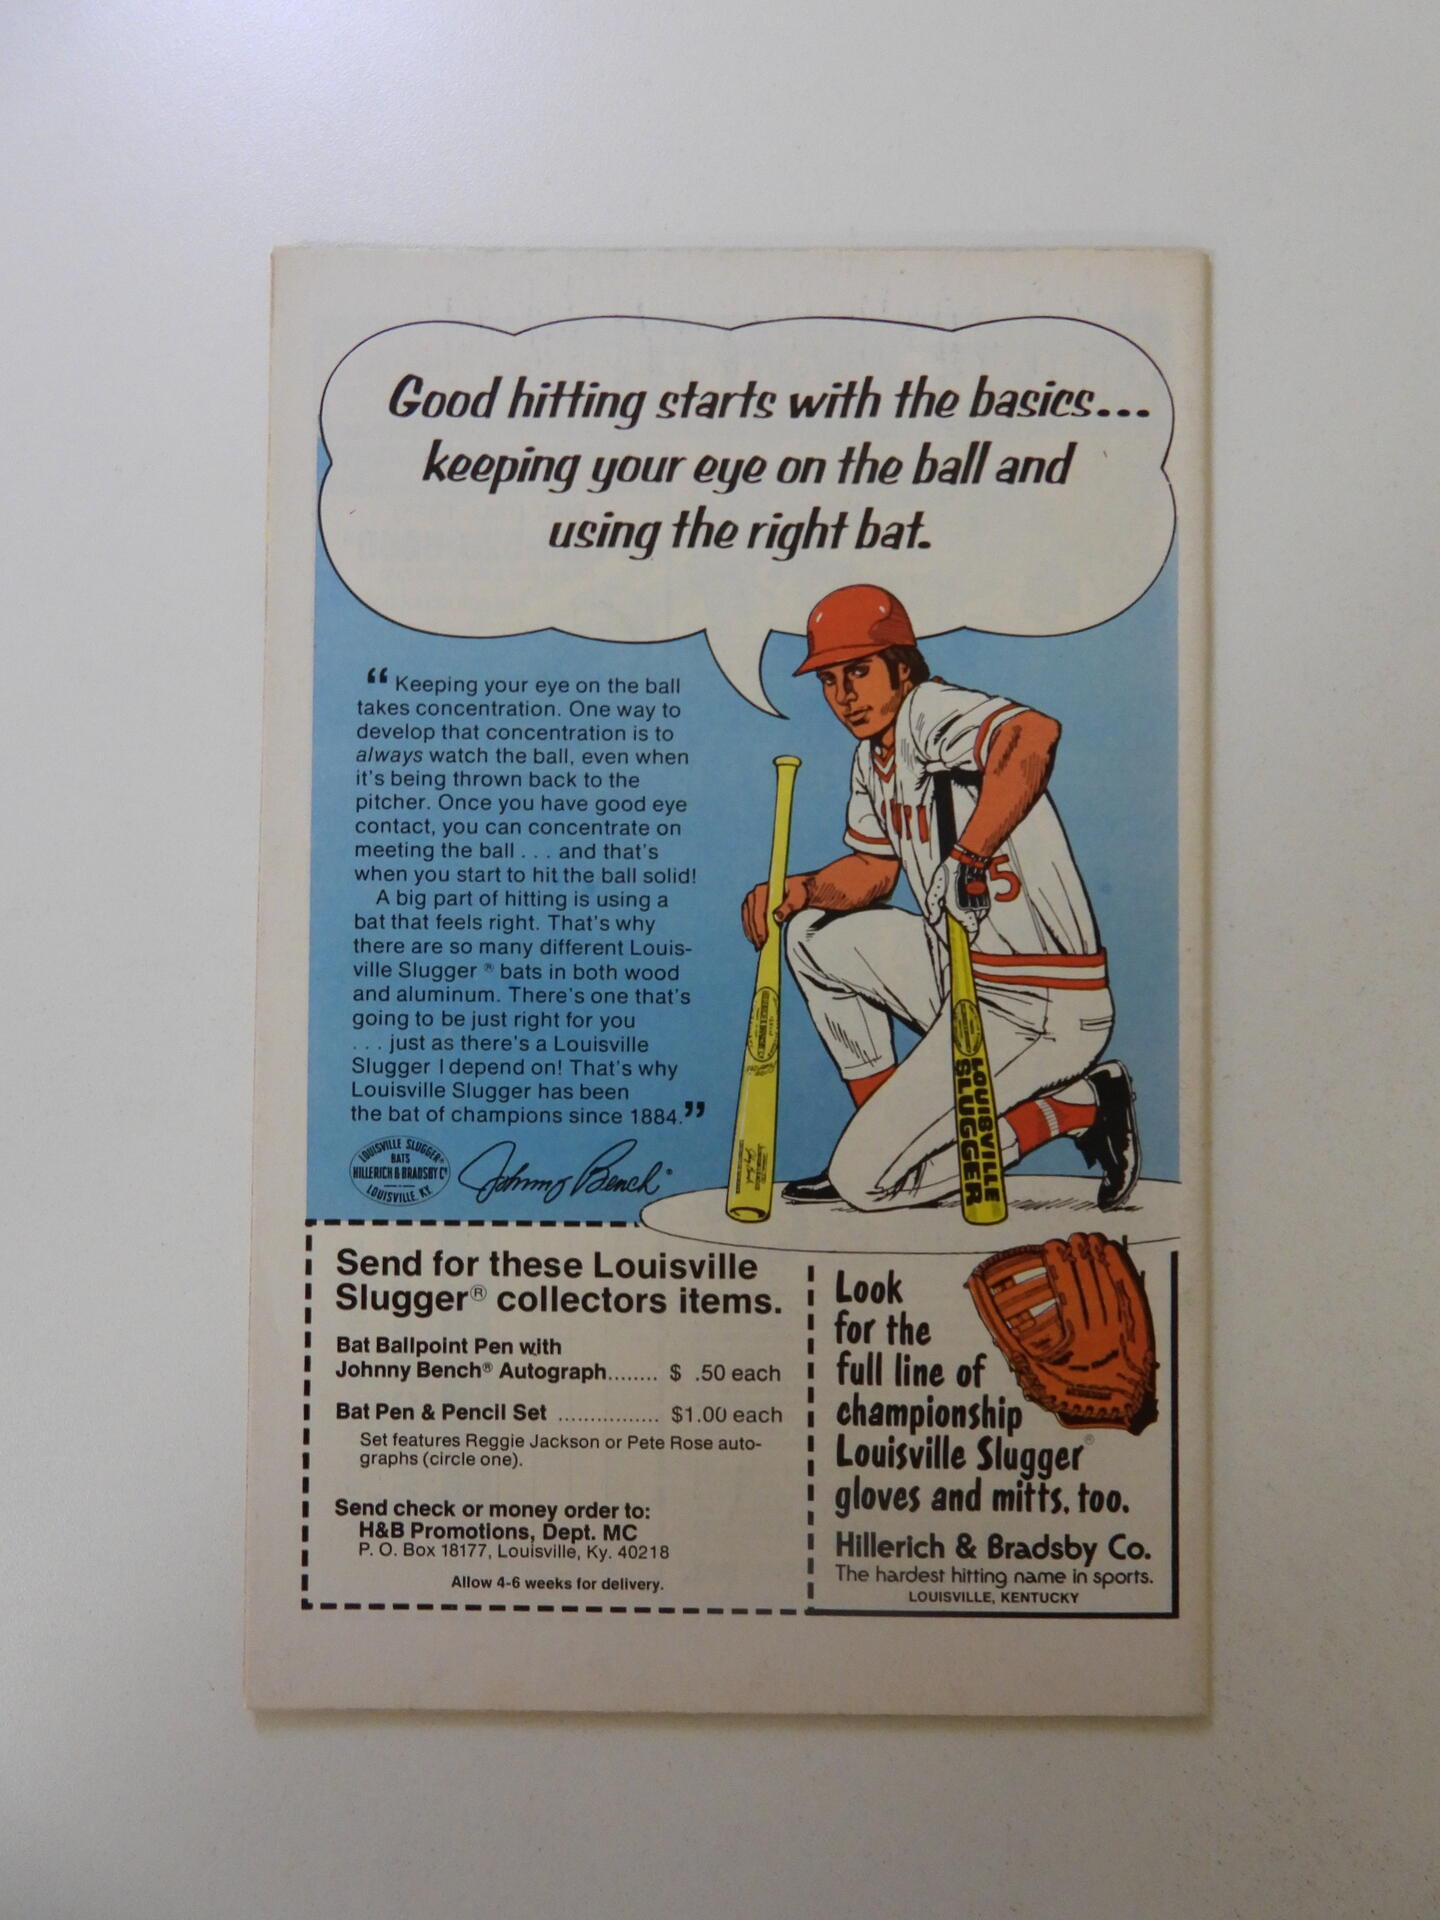 Good hitting starts with the basics...
keeping your eye on the ball and
using the right bat.
“Keeping your eye on the ball
takes concentration. One way to
develop that concentration is to
always watch the ball, even when
it's being thrown back to the
pitcher. Once you have good eye
contact, you can concentrate on
meeting the ball . . . and that's
when you start to hit the ball solid!
A big part of hitting is using a
bat that feels right. That's why
there are so many different Louis-
ville Slugger ® bats in both wood
and aluminum. There's one that's
going to be just right for you
. . . just as there's a Louisville
Slugger I depend on! That's why
Louisville Slugger has been
the bat of champions since 1884.”
LOUISVILLE SLUGGER®
BATS
HILLERICH & BRADSBY Cº
LOUISVILLE, KY.
Johnny Bench®
5
LOUISVILLE
SLUGGER
Send for these Louisville
Slugger® collectors items.
Bat Ballpoint Pen with
Johnny Bench® Autograph........ $ .50 each
Bat Pen & Pencil Set ................ $1.00 each
Set features Reggie Jackson or Pete Rose auto-
graphs (circle one).
Send check or money order to:
H&B Promotions, Dept. MC
P. O. Box 18177, Louisville, Ky. 40218
Allow 4-6 weeks for delivery.
Look
for the
full line of
championship
Louisville Slugger®
gloves and mitts, too.
Hillerich & Bradsby Co.
The hardest hitting name in sports.
LOUISVILLE, KENTUCKY